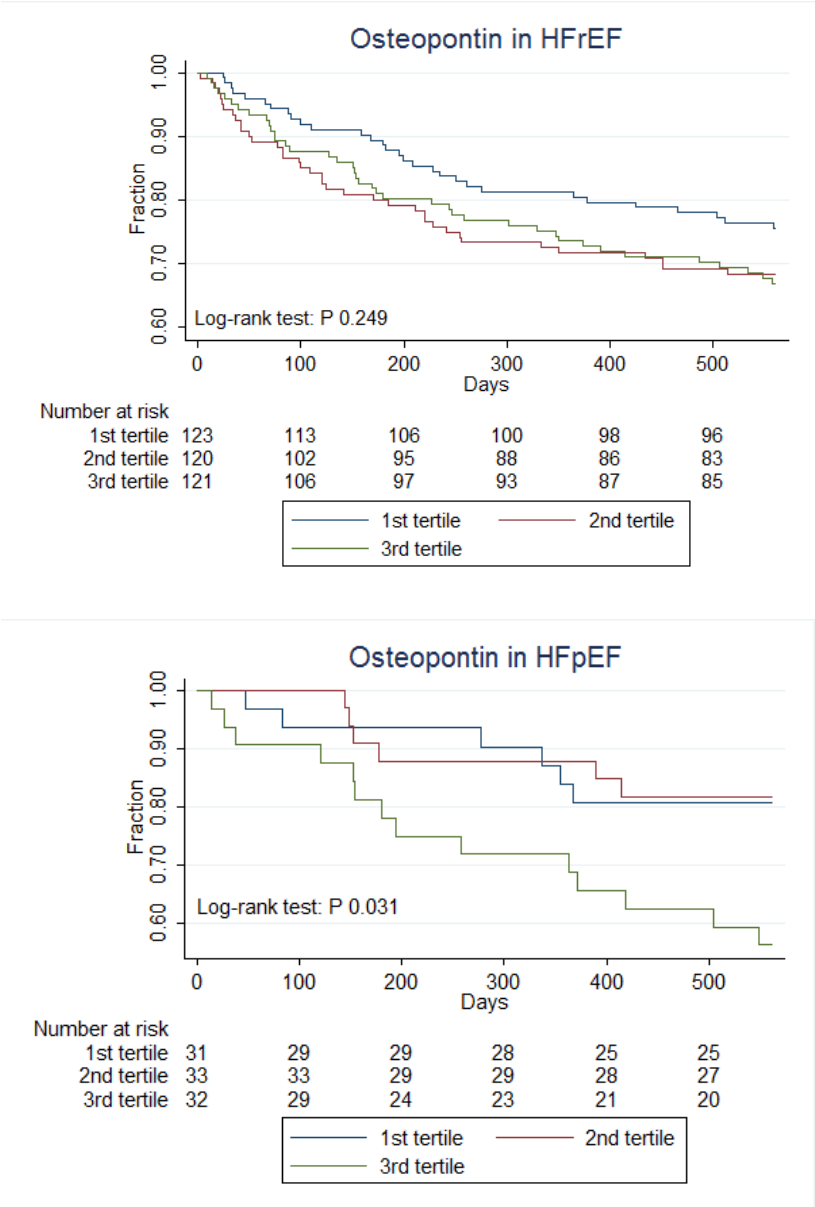 Osteopontin in HFrEF
1.00
0.90
0.80
0.70
0.60
Fraction
Log-rank test: P 0.249
0 100 200 300 400 500
Days
Number at risk
1st tertile 123 113 106 100 98 96
2nd tertile 120 102 95 88 86 83
3rd tertile 121 106 97 93 87 85
1st tertile 2nd tertile
3rd tertile
Osteopontin in HFpEF
1.00
0.90
0.80
0.70
0.60
Fraction
Log-rank test: P 0.031
0 100 200 300 400 500
Days
Number at risk
1st tertile 31 29 29 28 25 25
2nd tertile 33 33 29 29 28 27
3rd tertile 32 29 24 23 21 20
1st tertile 2nd tertile
3rd tertile